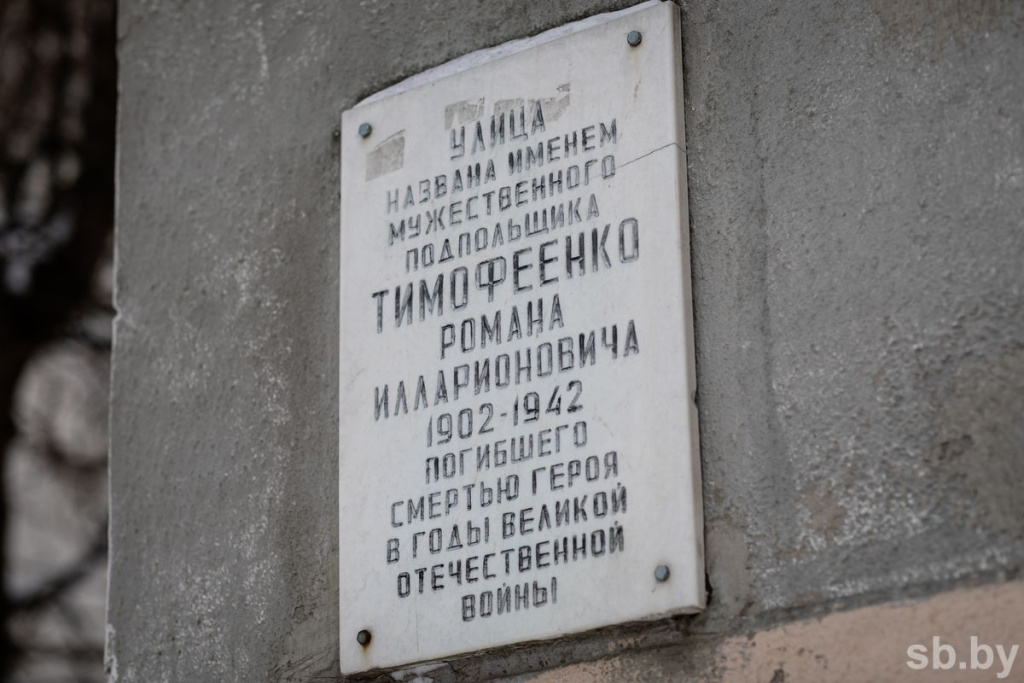 УЛИЦА
НАЗВАНА ИМЕНЕМ
МУЖЕСТВЕННОГО
ПОДПОЛЬЩИКА
ТИМОФЕЕНКО
РОМАНА
ИЛЛАРИОНОВИЧА
1902-1942
ПОГИБШЕГО
СМЕРТЬЮ ГЕРОЯ
В ГОДЫ ВЕЛИКОЙ
ОТЕЧЕСТВЕННОЙ
ВОЙНЫ
sb.by